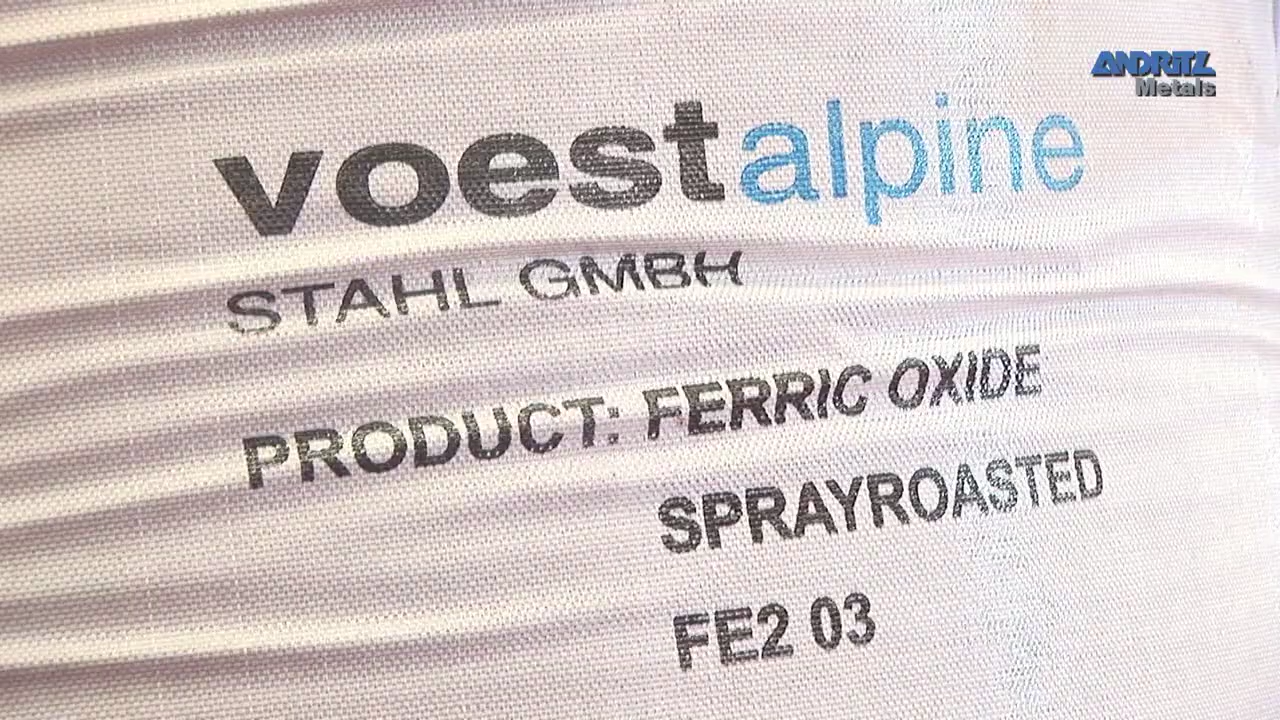 ANDRITZ
Metals
voestalpine
STAHL GMBH
PRODUCT: FERRIC OXIDE
SPRAYROASTED
FE2 03